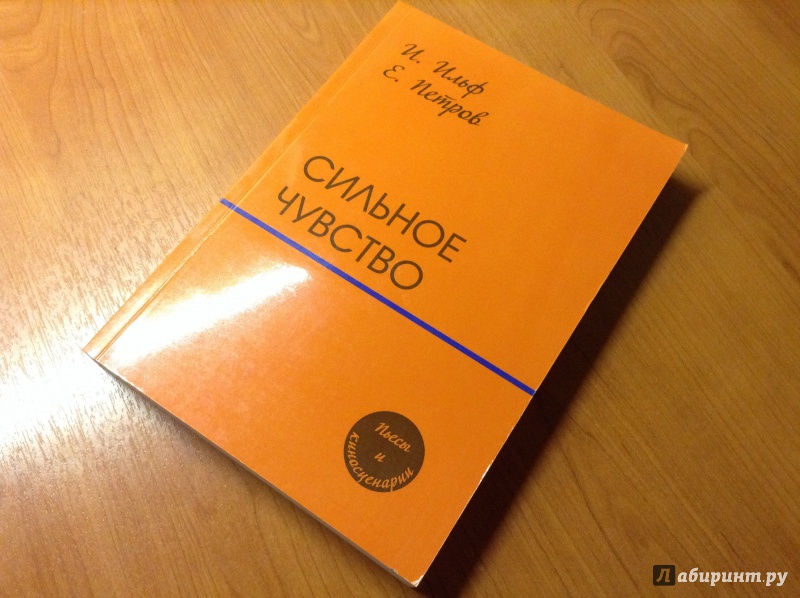 И. Ильф
Е. Петров
СИЛЬНОЕ
ЧУВСТВО
Пьесы
и
киносценарии
Лабиринт.ру